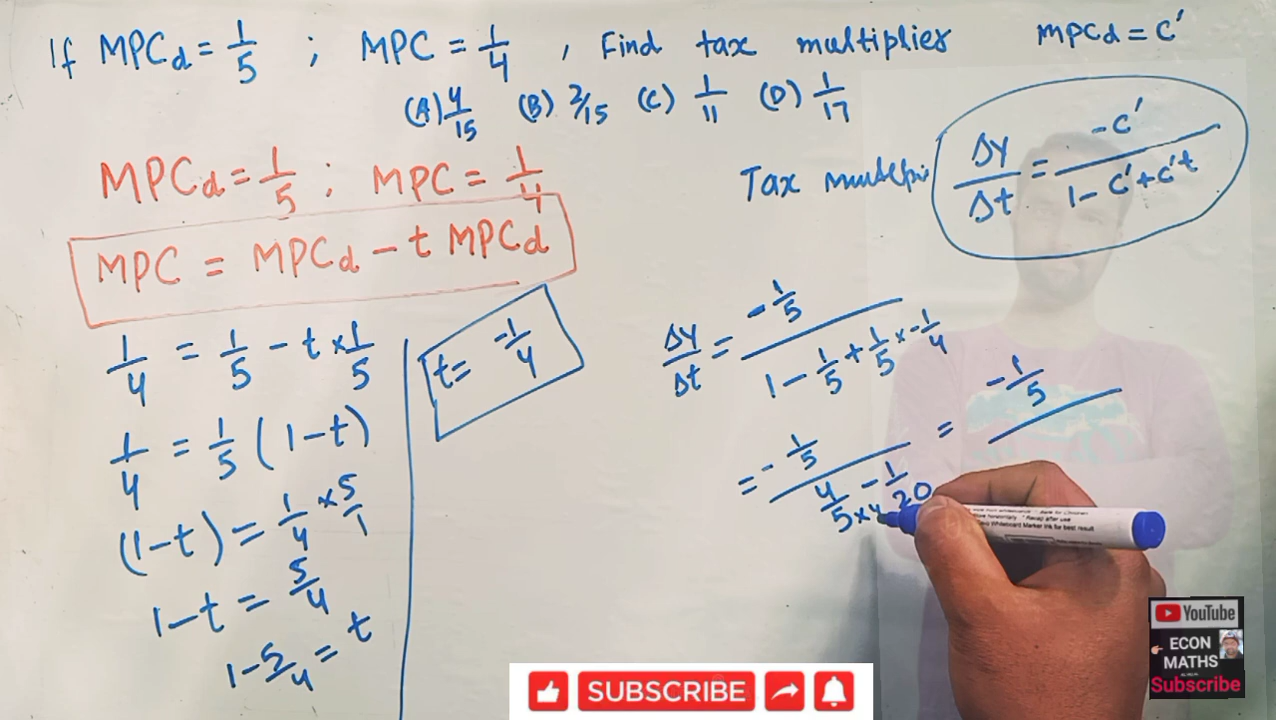 If MPCd = 1/5 ; MPC = 1/4 , Find tax multiplier
(A) 4/15 (B) 2/15 (C) 1/11 (D) 1/17
MPCd = C'
MPCd = 1/5 ; MPC = 1/4
MPC = MPCd - t MPCd
1/4 = 1/5 - t × 1/5
1/4 = 1/5 (1-t)
(1-t) = 1/4 × 5/1
1-t = 5/4
1 - 5/4 = t
t = -1/4
Tax multipi
ΔY/Δt = -C' / 1 - C' + C't
ΔY/Δt = -1/5 / 1 - 1/5 + 1/5 × -1/4
= -1/5 / 4/5×4 - 1/20 = -1/5
YouTube
ECON
MATHS
Subscribe
SUBSCRIBE